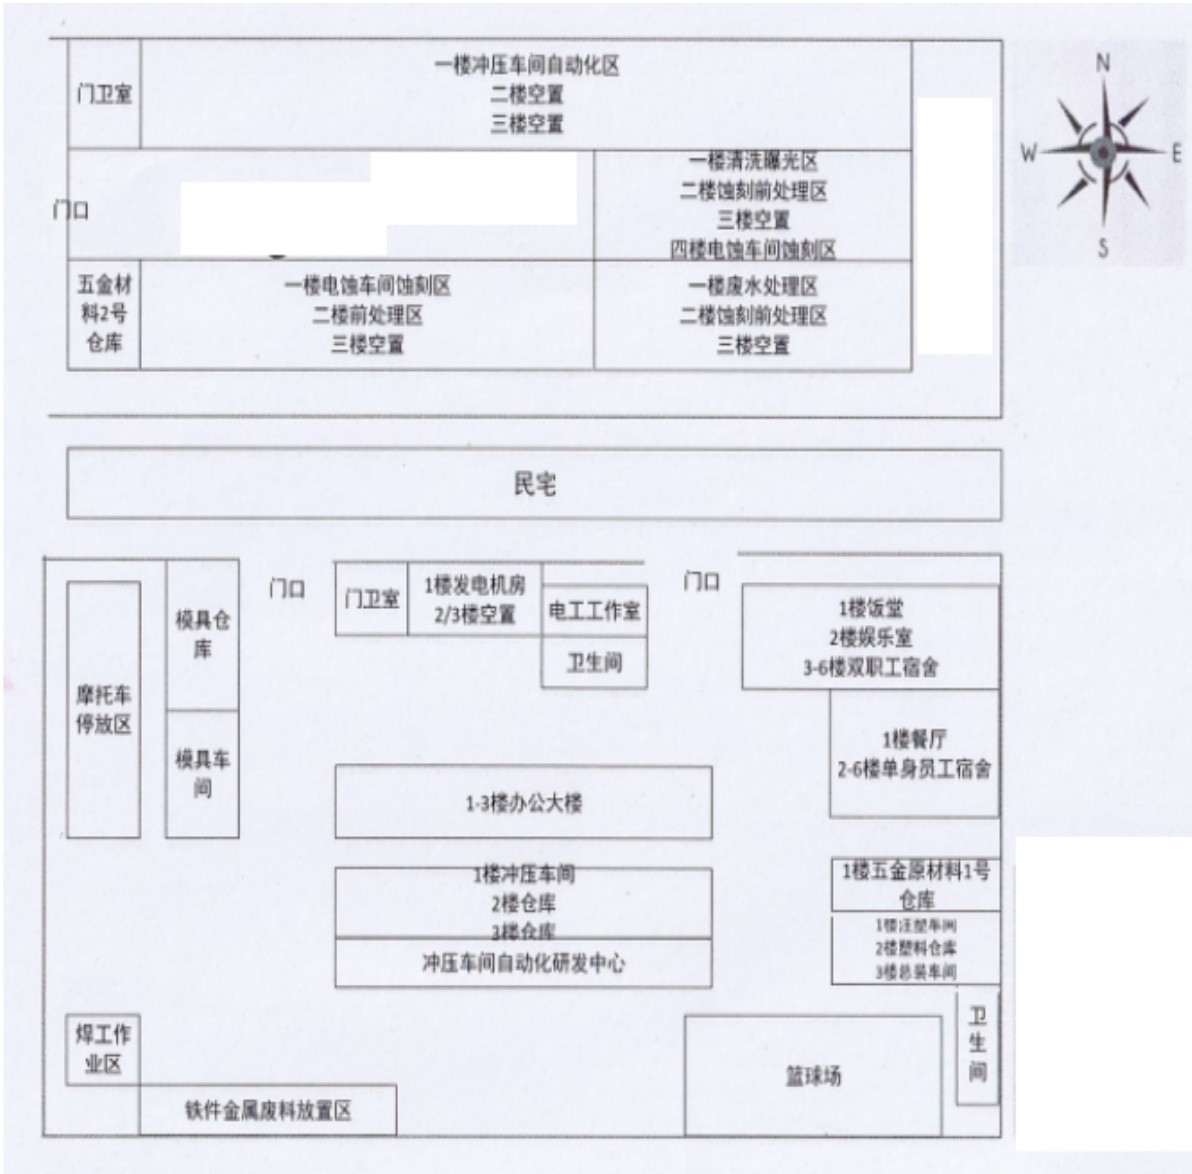 一楼冲压车间自动化区
二楼空置
三楼空置
门卫室
N
W
E
S
门口
一楼清洗曝光区
二楼蚀刻前处理区
三楼空置
四楼电蚀车间蚀刻区
五金材
料2号
仓库
一楼电蚀车间蚀刻区
二楼前处理区
三楼空置
一楼废水处理区
二楼蚀刻前处理区
三楼空置
民宅
摩托车
停放区
模具仓
库
模具车
间
门口
门卫室
1楼发电机房
2/3楼空置
电工工作室
卫生间
门口
1楼饭堂
2楼娱乐室
3-6楼双职工宿舍
1楼餐厅
2-6楼单身员工宿舍
1-3楼办公大楼
1楼冲压车间
2楼仓库
3楼仓库
冲压车间自动化研发中心
1楼五金原材料1号
仓库
1楼注塑车间
2楼塑料仓库
3楼总装车间
卫
生
间
焊工作
业区
铁件金属废料放置区
篮球场